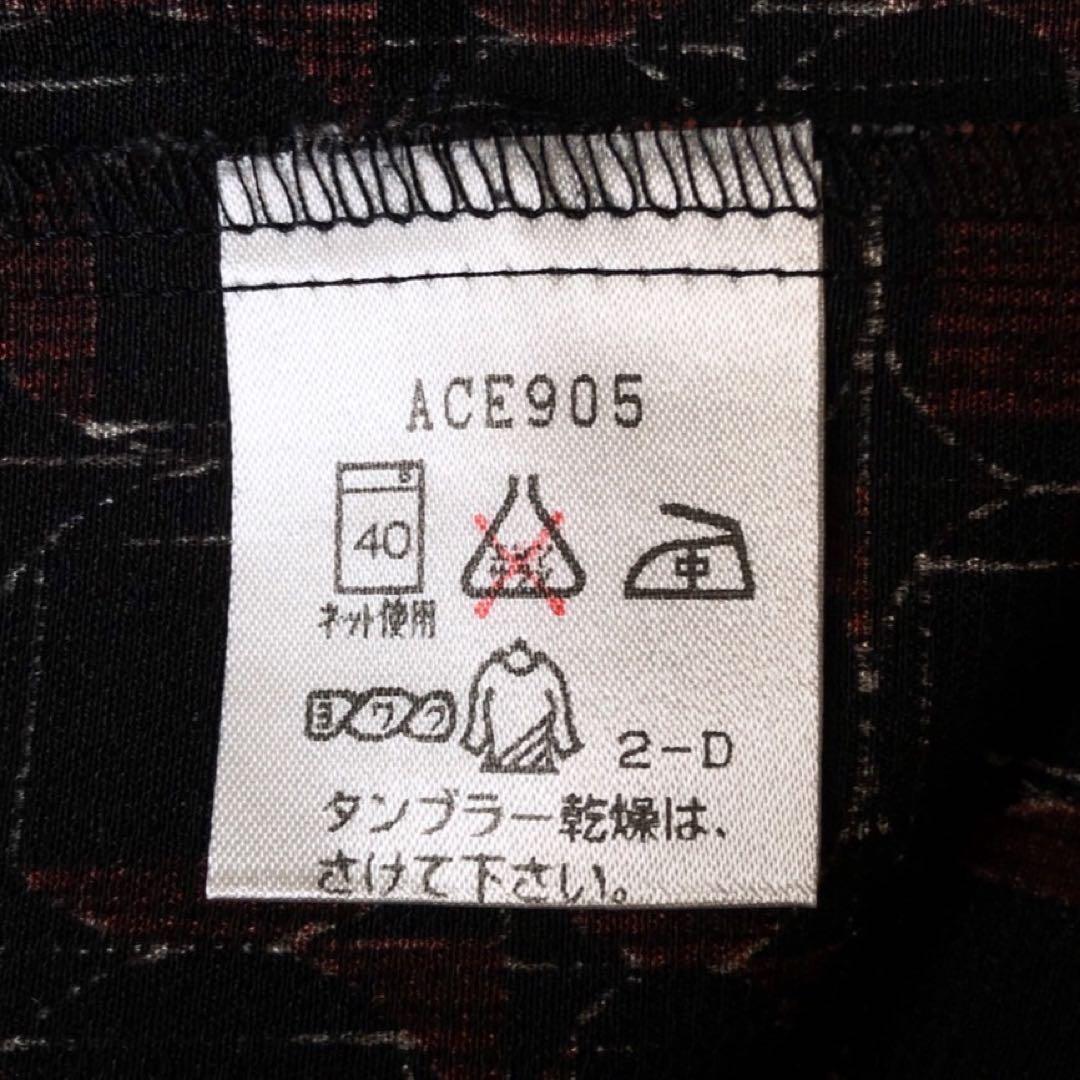 ACE905
40
中
ネット使用
ヨワク
2-D
タンブラー乾燥は、
さけて下さい。